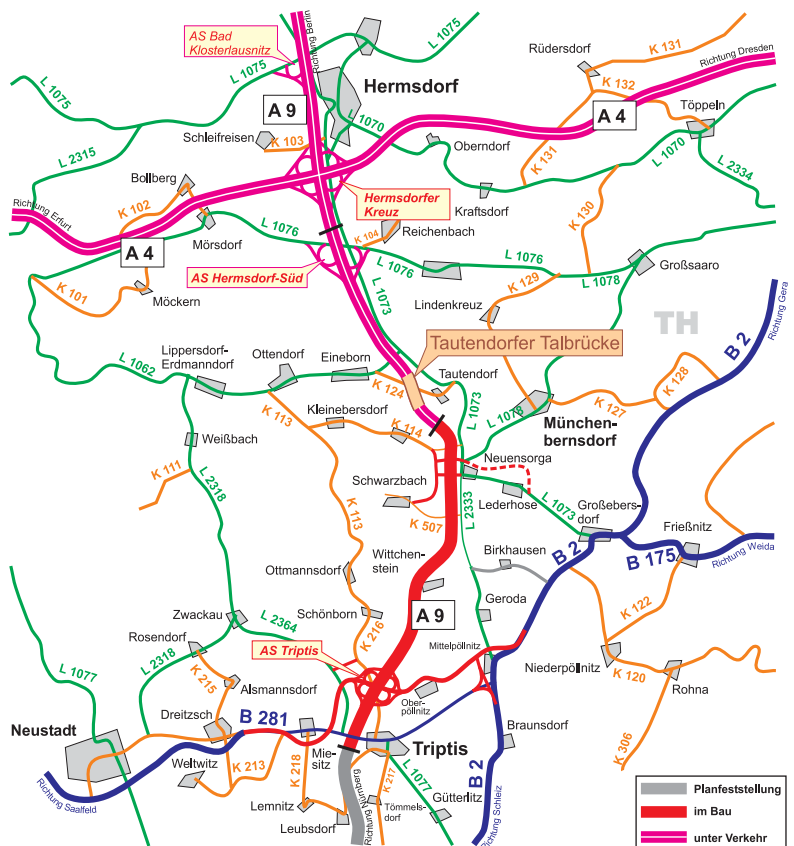 AS Bad
Klosterlausnitz
Richtung Berlin
L 1075
L 1075
L 1075
Hermsdorf
Rüdersdorf
K 131
K 132
Richtung Dresden
A 9
A 4
Töppeln
Schleifreisen
K 103
L 1070
Oberndorf
K 131
L 1070
L 2334
L 2315
Bollberg
K 102
Hermsdorfer
Kreuz
Kraftsdorf
K 130
Richtung Erfurt
Mörsdorf
L 1076
K 104
Reichenbach
A 4
AS Hermsdorf-Süd
L 1076
L 1076
Großsaaro
K 101
Möckern
L 1073
K 129
L 1078
Lindenkreuz
TH
Richtung Gera
B 2
Tautendorfer Talbrücke
L 1062
Lippersdorf-
Erdmanndorf
Ottendorf
Eineborn
K 124
Tautendorf
K 128
K 113
Kleinebersdorf
K 114
L 1073
L 1078
K 127
München-
bernsdorf
Weißbach
K 111
Neuensorga
Schwarzbach
L 2318
Lederhose
L 1073
Großebers-
dorf
K 113
K 507
L 2333
Frießnitz
Wittchen-
stein
Birkhausen
B 2
B 175
Richtung Weida
Ottmannsdorf
Geroda
K 122
Zwackau
L 2364
Schönborn
A 9
K 216
Rosendorf
L 2318
AS Triptis
Mittelpöllnitz
Niederpöllnitz
K 120
Rohna
L 1077
K 215
Alsmannsdorf
Ober-
pöllnitz
Dreitzsch
B 281
Neustadt
Mie-
sitz
Triptis
Braunsdorf
K 306
Weltwitz
K 213
K 218
K 217
L 1077
B 2
Richtung Saalfeld
Lemnitz
Leubsdorf
Richtung Nürnberg
Tömmels-
dorf
Gütterlitz
Richtung Schleiz
Planfeststellung
im Bau
unter Verkehr